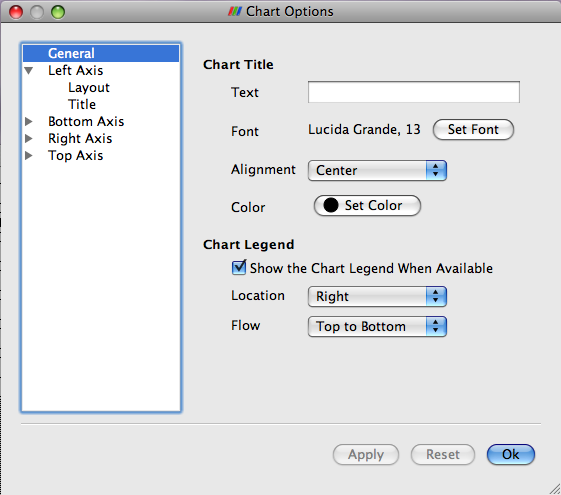 Chart Options
General
Left Axis
Layout
Title
Bottom Axis
Right Axis
Top Axis
Chart Title
Text
Font Lucida Grande, 13 Set Font
Alignment Center
Color Set Color
Chart Legend
Show the Chart Legend When Available
Location Right
Flow Top to Bottom
Apply Reset Ok